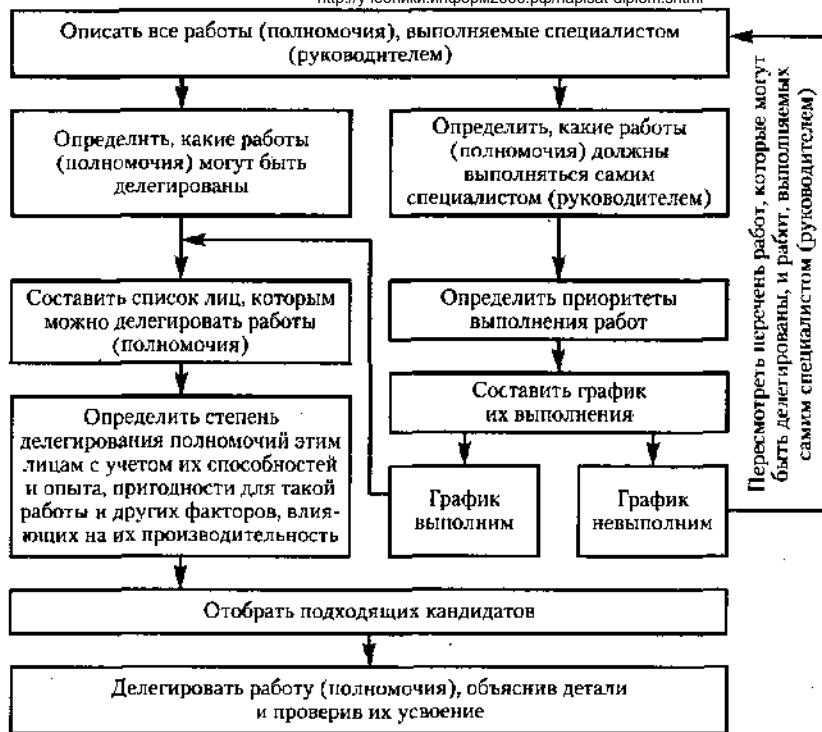 Описать все работы (полномочия), выполняемые специалистом
(руководителем)
Определить, какие работы
(полномочия) могут быть
делегированы
Определить, какие работы
(полномочия) должны
выполняться самим
специалистом (руководителем)
Составить список лиц, которым
можно делегировать работы
(полномочия)
Определить приоритеты
выполнения работ
Определить степень
делегирования полномочий этим
лицам с учетом их способностей
и опыта, пригодности для такой
работы и других факторов, влия-
ющих на их производительность
Составить график
их выполнения
График
выполним
График
невыполним
Пересмотреть перечень работ, которые могут
быть делегированы, и работ, выполняемых
самим специалистом (руководителем)
Отобрать подходящих кандидатов
Делегировать работу (полномочия), объяснив детали
и проверив их усвоение